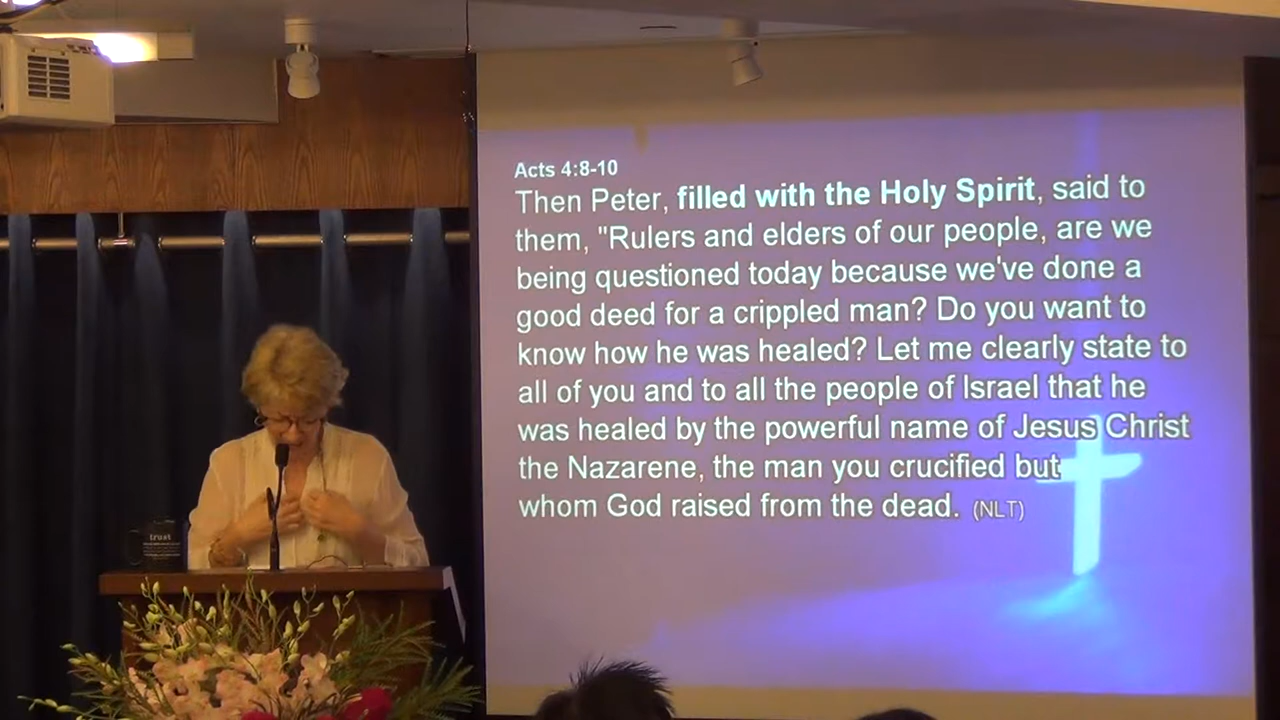 Acts 4:8-10
Then Peter, filled with the Holy Spirit, said to
them, "Rulers and elders of our people, are we
being questioned today because we've done a
good deed for a crippled man? Do you want to
know how he was healed? Let me clearly state to
all of you and to all the people of Israel that he
was healed by the powerful name of Jesus Christ
the Nazarene, the man you crucified but
whom God raised from the dead. (NLT)
trust